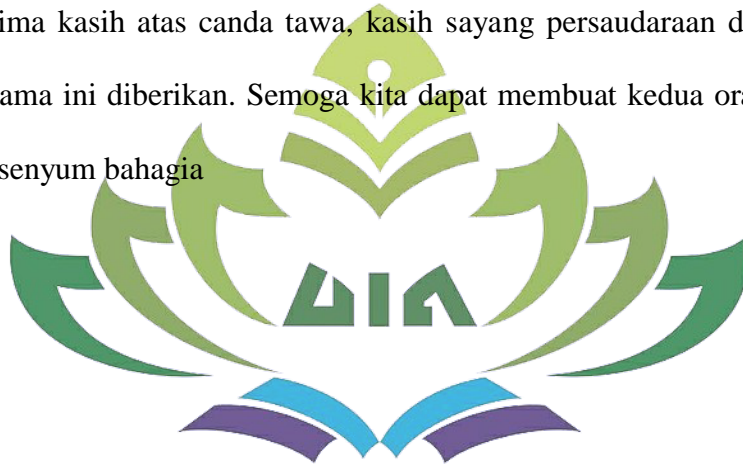 ima kasih atas canda tawa, kasih sayang persaudaraan d
ama ini diberikan. Semoga kita dapat membuat kedua ora
senyum bahagia
UIN